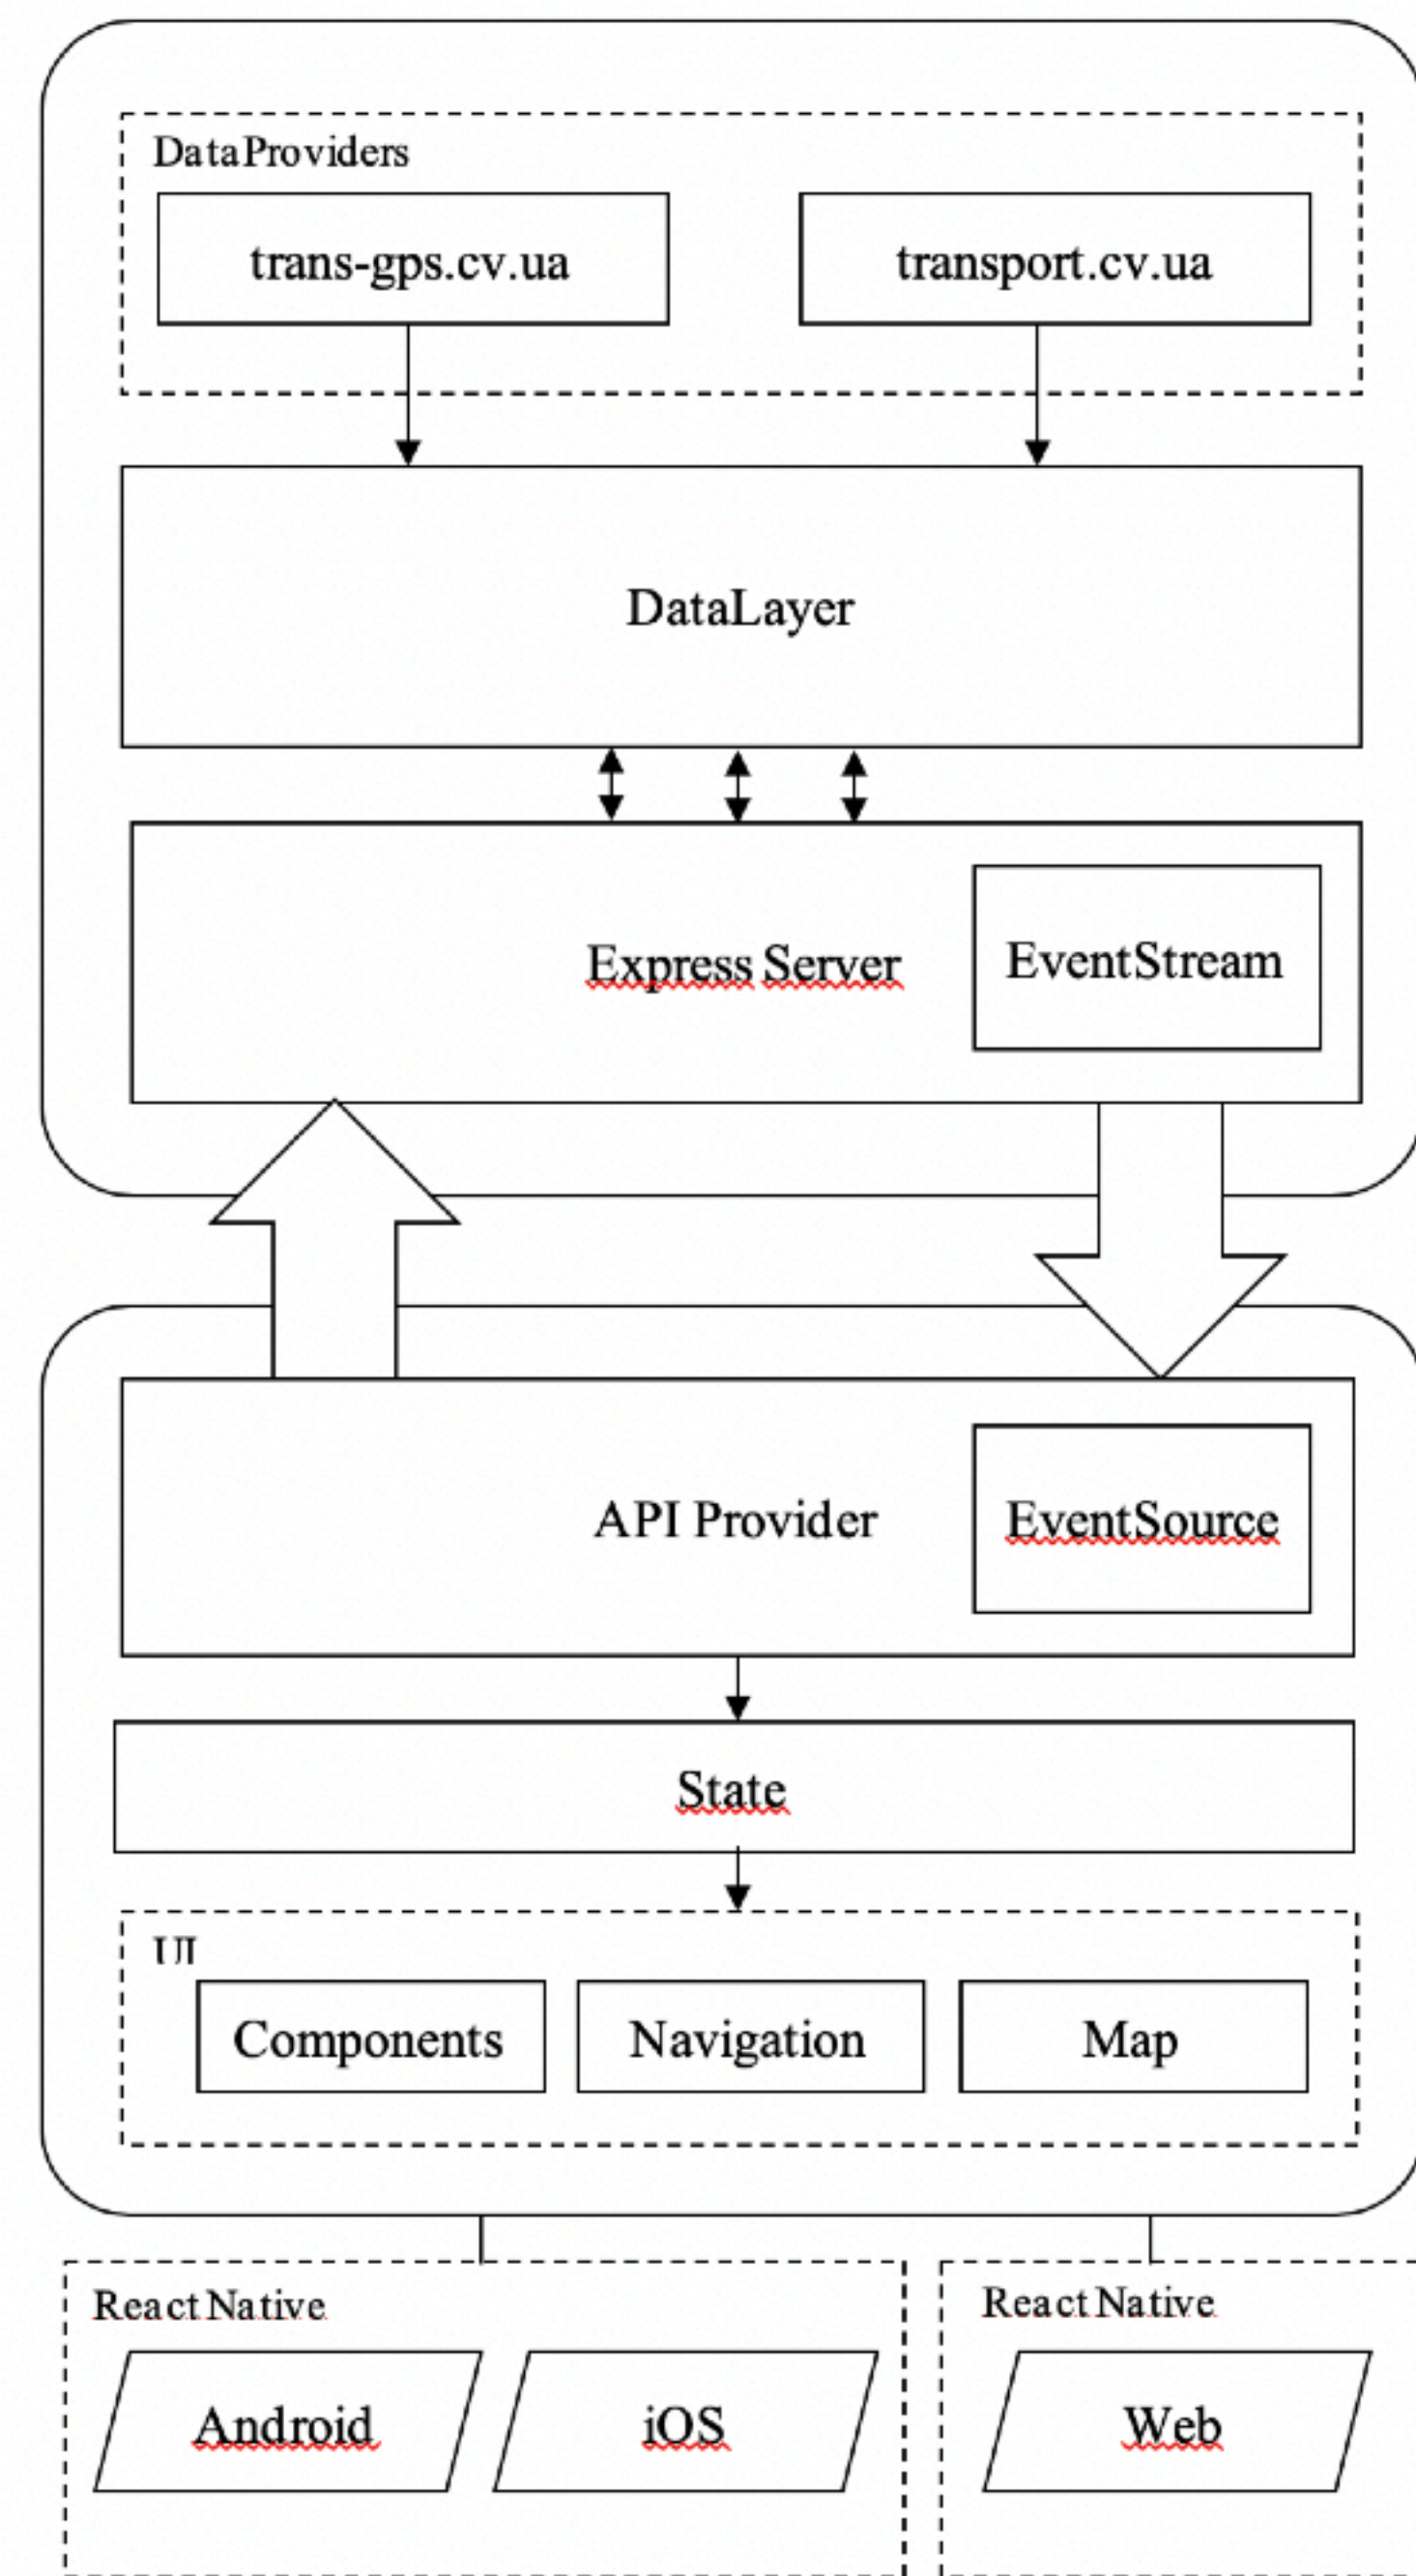 DataProviders
trans-gps.cv.ua
transport.cv.ua
DataLayer
Express Server
EventStream
API Provider
EventSource
State
UI
Components
Navigation
Map
React Native
React Native
Android
iOS
Web